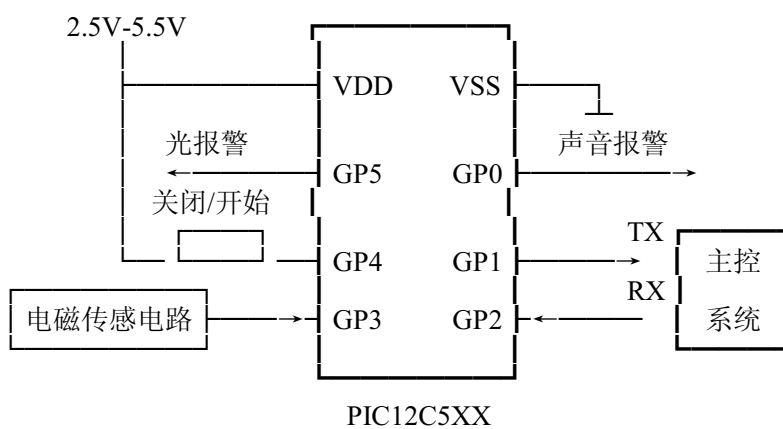 2.5V-5.5V
VDD VSS
光报警 声音报警
GP5 GP0
关闭/开始
TX
GP4 GP1 主控
RX
电磁传感电路 GP3 GP2 系统
PIC12C5XX